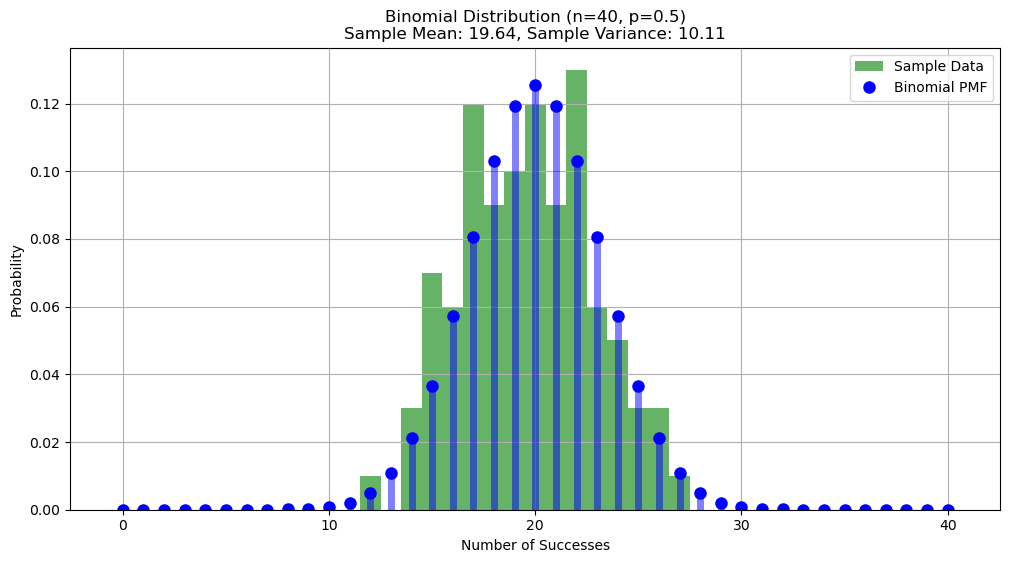 Binomial Distribution (n=40, p=0.5)
Sample Mean: 19.64, Sample Variance: 10.11
Sample Data
Binomial PMF
Probability
0.12
0.10
0.08
0.06
0.04
0.02
0.00
0
10
20
30
40
Number of Successes